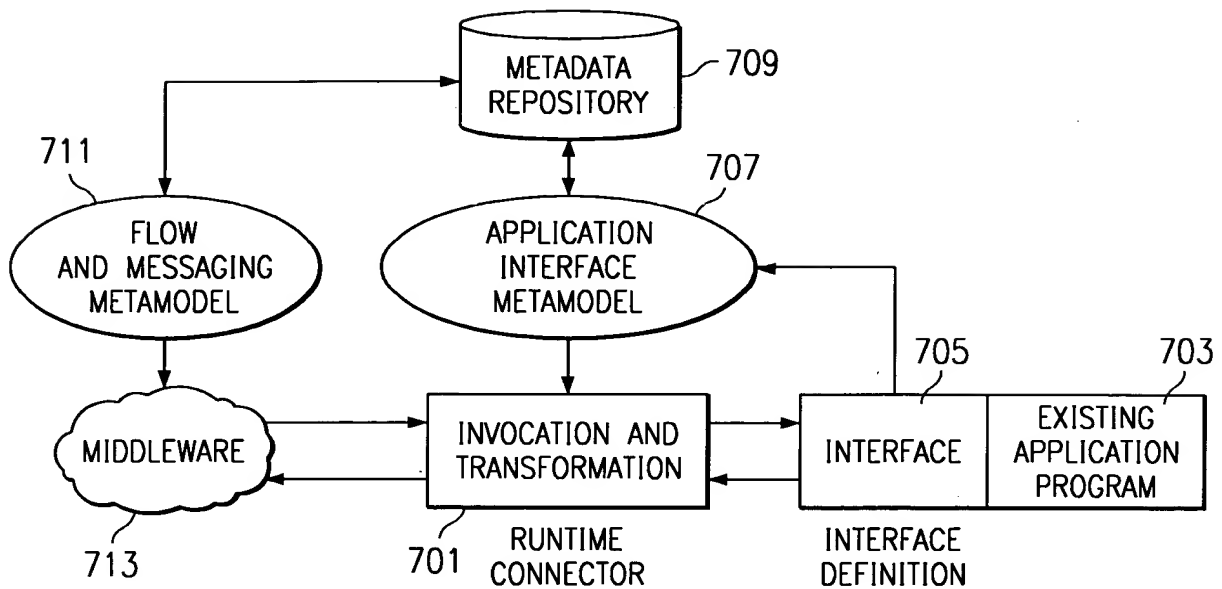 METADATA
REPOSITORY
709
711
707
FLOW
AND MESSAGING
METAMODEL
APPLICATION
INTERFACE
METAMODEL
705
703
MIDDLEWARE
INVOCATION AND
TRANSFORMATION
INTERFACE
EXISTING
APPLICATION
PROGRAM
713
701
RUNTIME
CONNECTOR
INTERFACE
DEFINITION